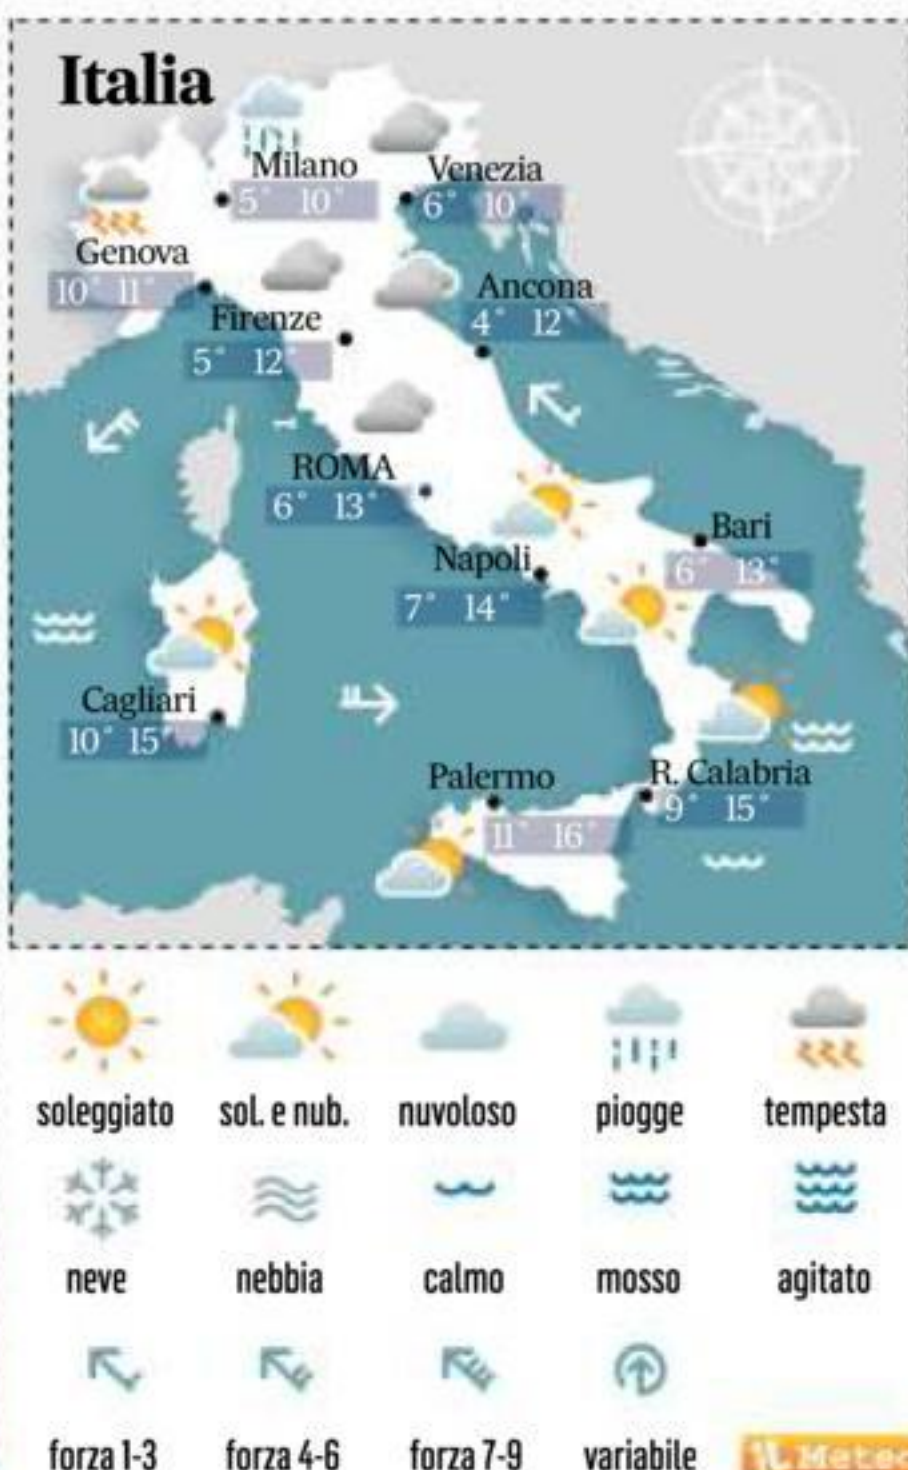 Italia
Milano
5° 10°
Venezia
6° 10°
Genova
10° 11°
Ancona
4° 12°
Firenze
5° 12°
ROMA
6° 13°
Bari
6° 13°
Napoli
7° 14°
Cagliari
10° 15°
Palermo
11° 16°
R. Calabria
9° 15°
soleggiato sol. e nub. nuvoloso piogge tempesta
neve nebbia calmo mosso agitato
forza 1-3 forza 4-6 forza 7-9 variabile